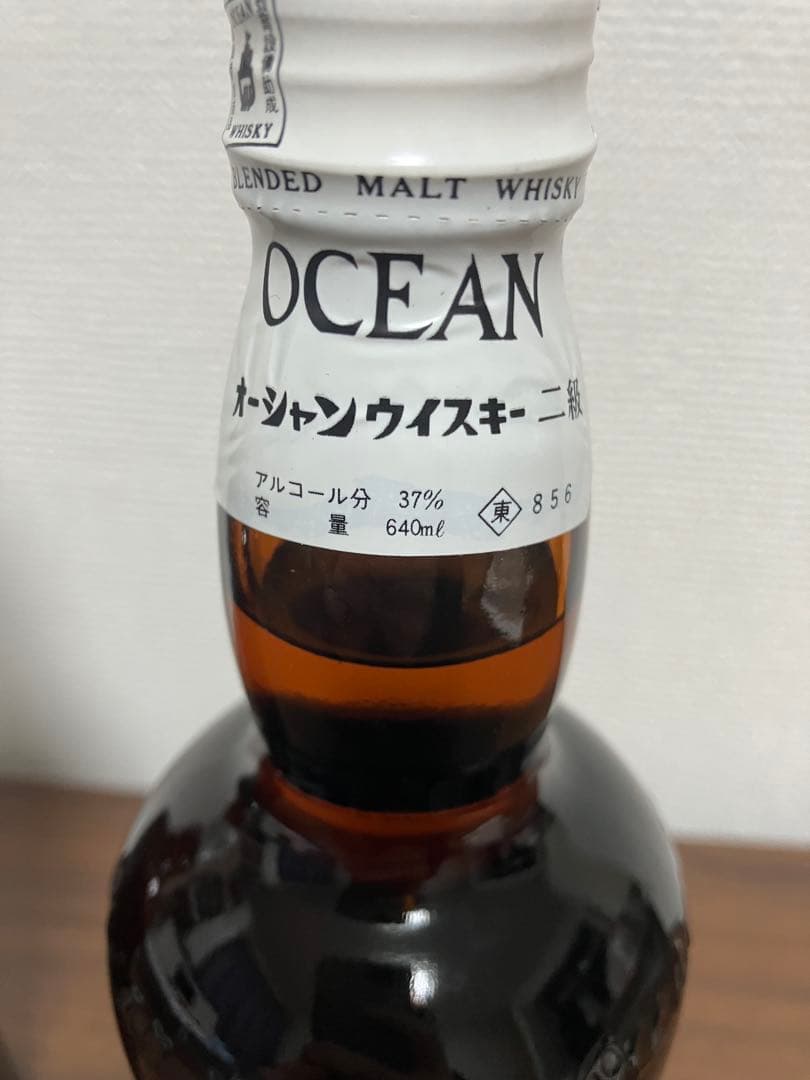 OCEAN
WHISKY
BLENDED MALT WHISKY
OCEAN
オーシャンウイスキー 二級
アルコール分 37%
容量 640mℓ
東 856